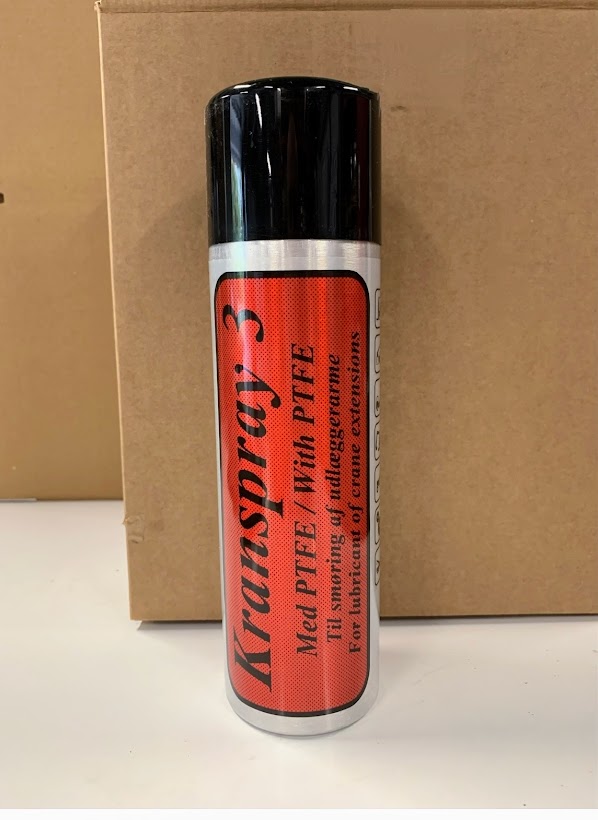 Kranspray 3
Med PTFE / With PTFE
Til smøring af udlæggerarme
For lubricant of crane extensions